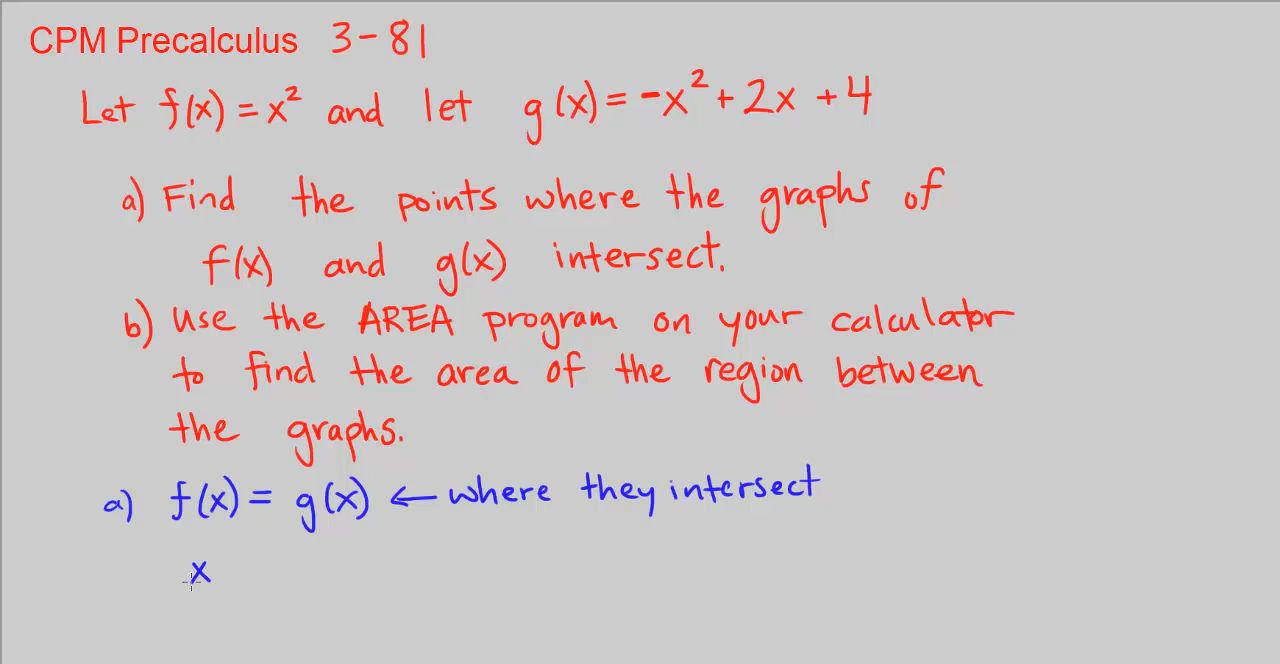 CPM Precalculus 3-81
Let f(x) = x² and let g(x) = -x² + 2x + 4
a) Find the points where the graphs of
f(x) and g(x) intersect.
b) Use the AREA program on your calculator
to find the area of the region between
the graphs.
a) f(x) = g(x) ← where they intersect
x